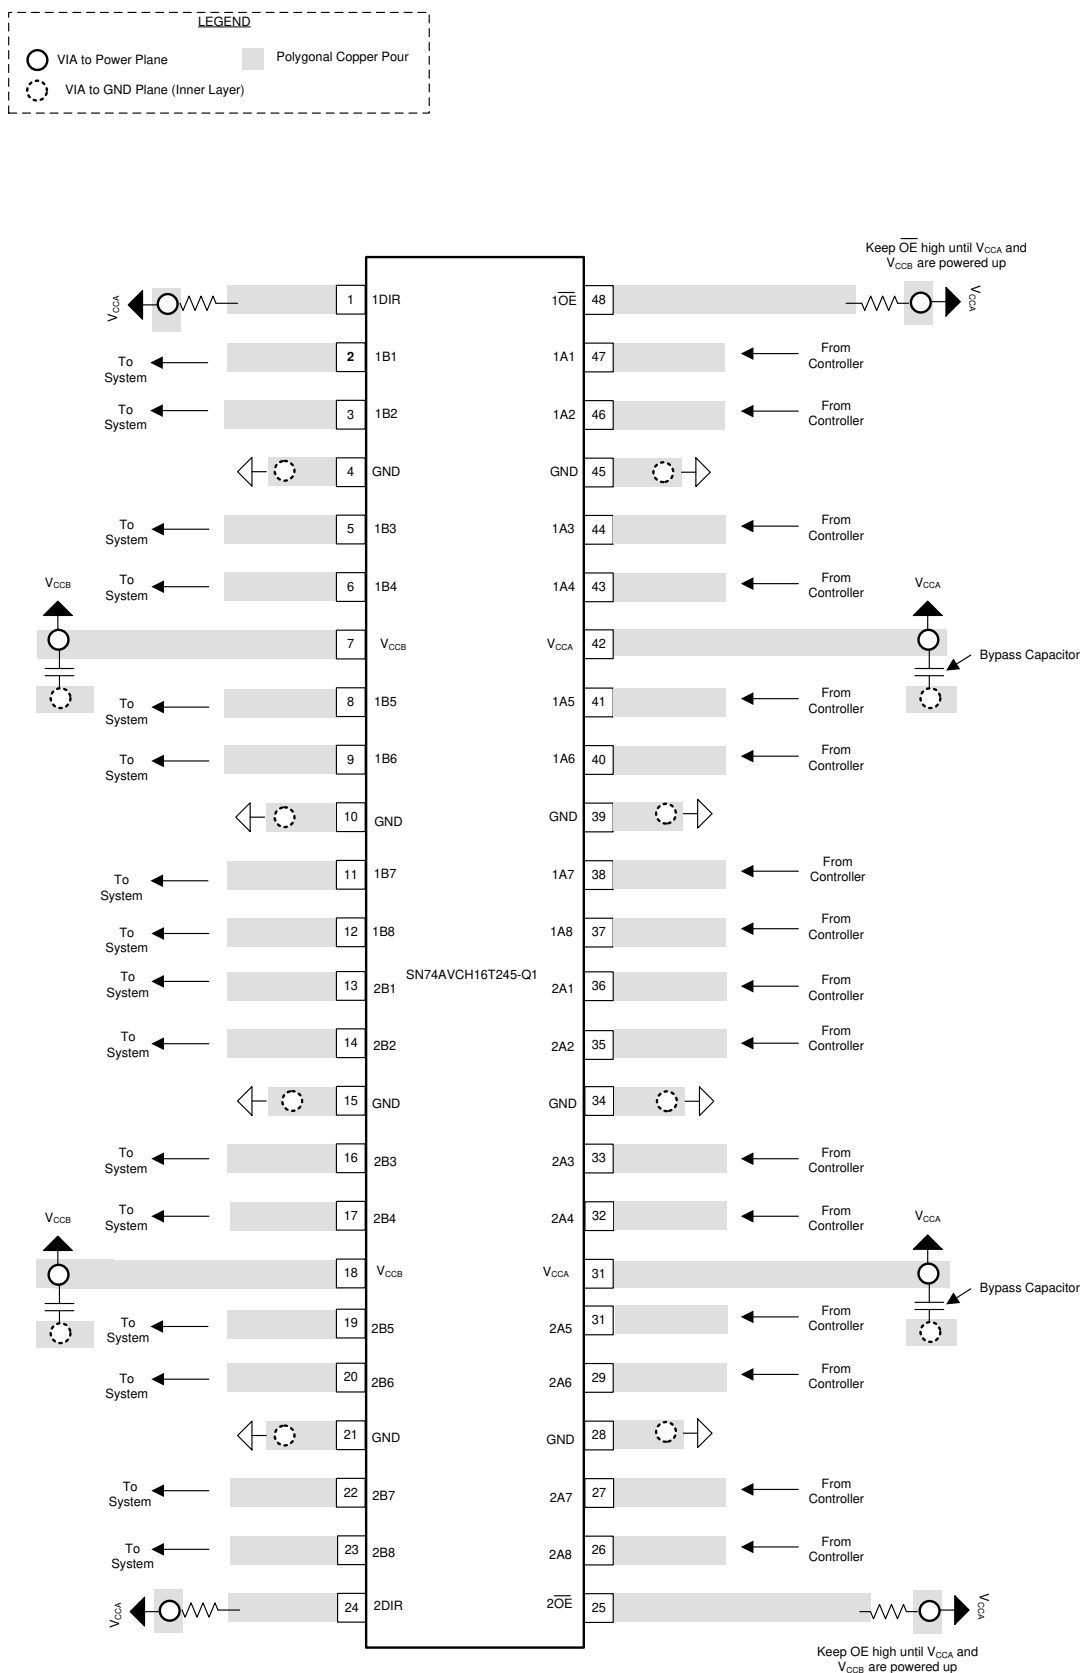 LEGEND
VIA to Power Plane
Polygonal Copper Pour
VIA to GND Plane (Inner Layer)
Keep O̅E̅ high until VCCA and
VCCB are powered up
VCCA 1 1DIR 1O̅E̅ 48 VCCA
To
System
2 1B1 1A1 47
From
Controller
To
System
3 1B2 1A2 46
From
Controller
4 GND GND 45
To
System
5 1B3 1A3 44
From
Controller
To
System
6 1B4 1A4 43
From
Controller
VCCB
VCCA
7 VCCB VCCA 42
Bypass Capacitor
To
System
8 1B5 1A5 41
From
Controller
To
System
9 1B6 1A6 40
From
Controller
10 GND GND 39
To
System
11 1B7 1A7 38
From
Controller
To
System
12 1B8 1A8 37
From
Controller
SN74AVCH16T245-Q1
To
System
13 2B1 2A1 36
From
Controller
To
System
14 2B2 2A2 35
From
Controller
15 GND GND 34
To
System
16 2B3 2A3 33
From
Controller
To
System
17 2B4 2A4 32
From
Controller
VCCB
VCCA
18 VCCB VCCA 31
Bypass Capacitor
To
System
19 2B5 2A5 31
From
Controller
To
System
20 2B6 2A6 29
From
Controller
21 GND GND 28
To
System
22 2B7 2A7 27
From
Controller
To
System
23 2B8 2A8 26
From
Controller
VCCA 24 2DIR 2O̅E̅ 25 VCCA
Keep OE high until VCCA and
VCCB are powered up